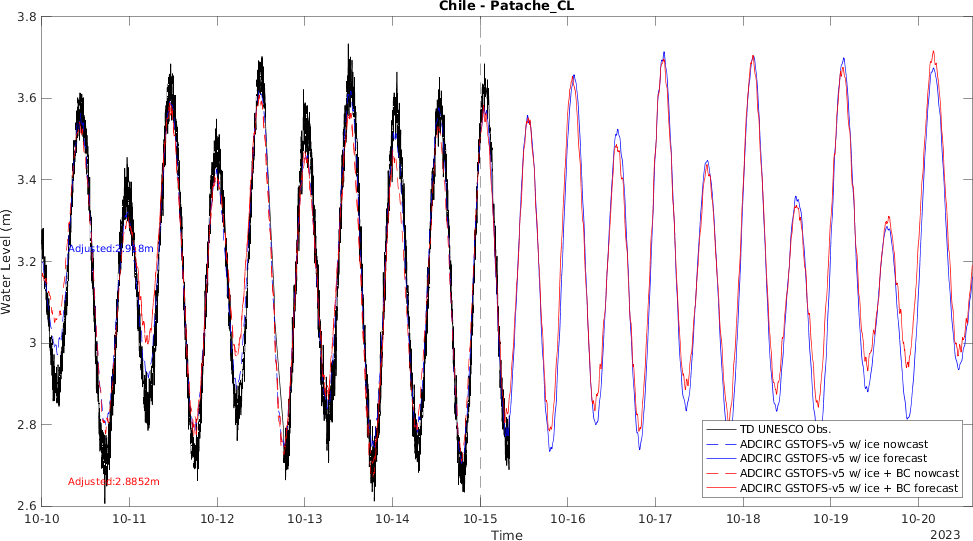 Chile - Patache_CL
3.8
3.6
3.4
3.2
3
2.8
2.6
Water Level (m)
Adjusted:2.948m
Adjusted:2.8852m
TD UNESCO Obs.
ADCIRC GSTOFS-v5 w/ ice nowcast
ADCIRC GSTOFS-v5 w/ ice forecast
ADCIRC GSTOFS-v5 w/ ice + BC nowcast
ADCIRC GSTOFS-v5 w/ ice + BC forecast
10-10
10-11
10-12
10-13
10-14
10-15
10-16
10-17
10-18
10-19
10-20
Time
2023